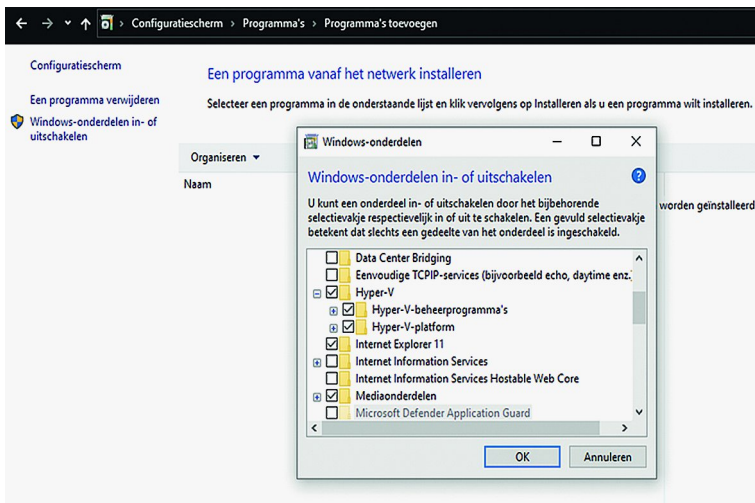 Configuratiescherm › Programma's › Programma's toevoegen
Configuratiescherm
Een programma verwijderen
Windows-onderdelen in- of
uitschakelen
Een programma vanaf het netwerk installeren
Selecteer een programma in de onderstaande lijst en klik vervolgens op Installeren als u een programma wilt installeren.
Organiseren
Naam
worden geïnstalleerd
Windows-onderdelen
Windows-onderdelen in- of uitschakelen
U kunt een onderdeel in- of uitschakelen door het bijbehorende
selectievakje respectievelijk in of uit te schakelen. Een gevuld selectievakje
betekent dat slechts een gedeelte van het onderdeel is ingeschakeld.
Data Center Bridging
Eenvoudige TCPIP-services (bijvoorbeeld echo, daytime enz.
Hyper-V
Hyper-V-beheerprogramma's
Hyper-V-platform
Internet Explorer 11
Internet Information Services
Internet Information Services Hostable Web Core
Mediaonderdelen
Microsoft Defender Application Guard
OK
Annuleren